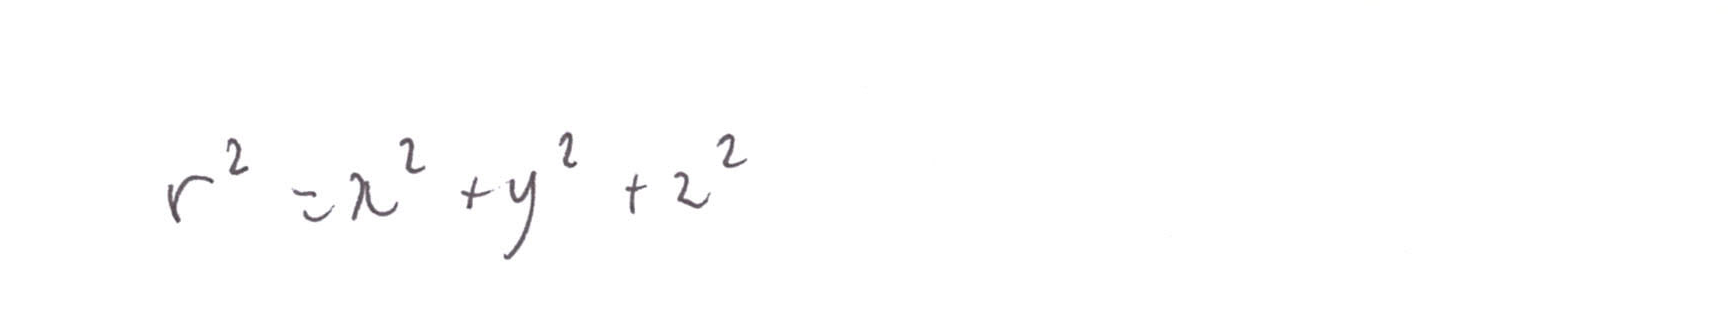 r² = x² + y² + z²